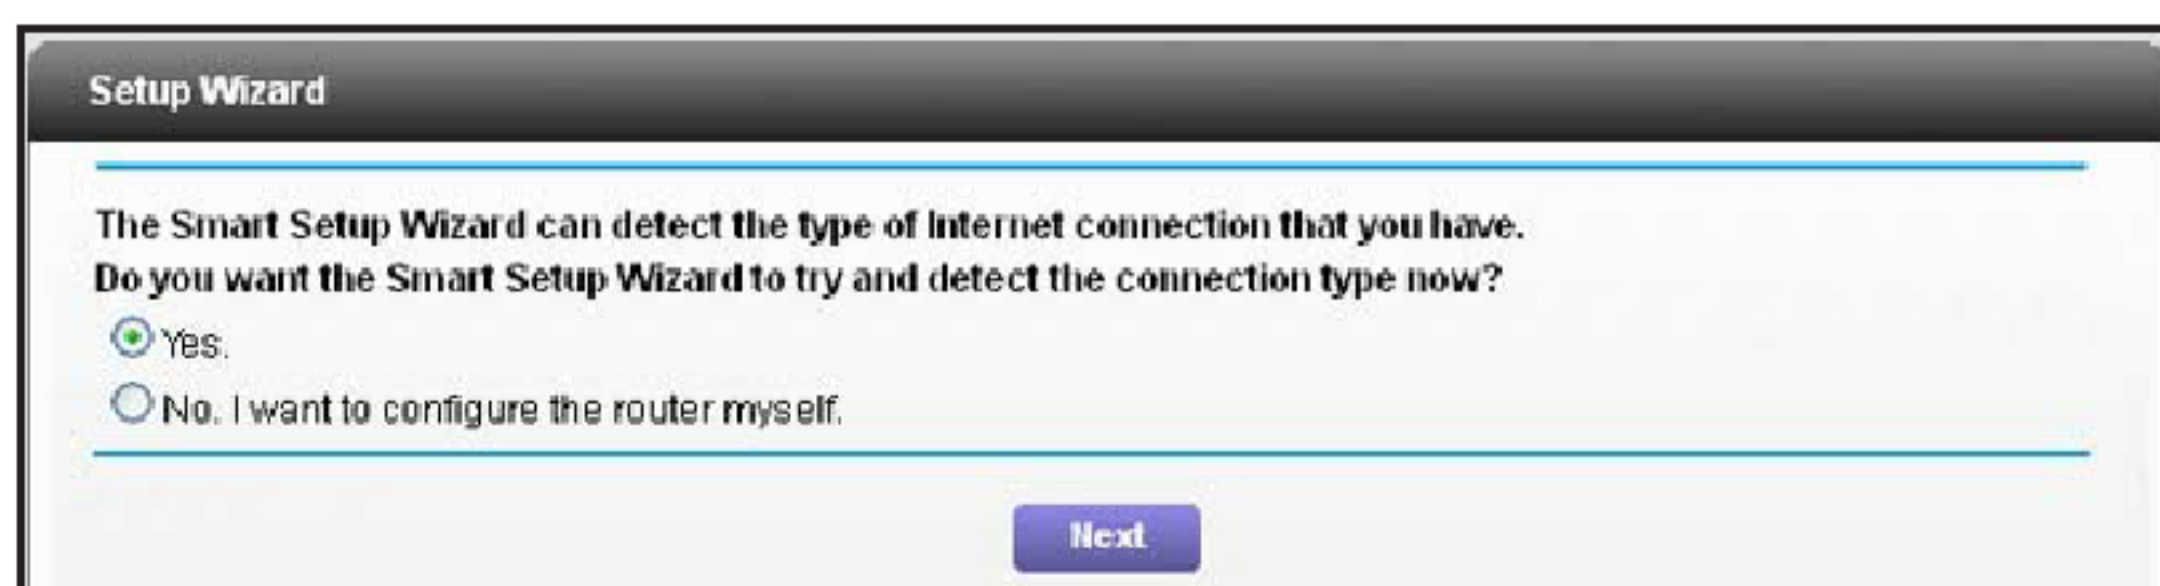 Setup Wizard
The Smart Setup Wizard can detect the type of Internet connection that you have.
Do you want the Smart Setup Wizard to try and detect the connection type now?
Yes.
No. I want to configure the router myself.
Next